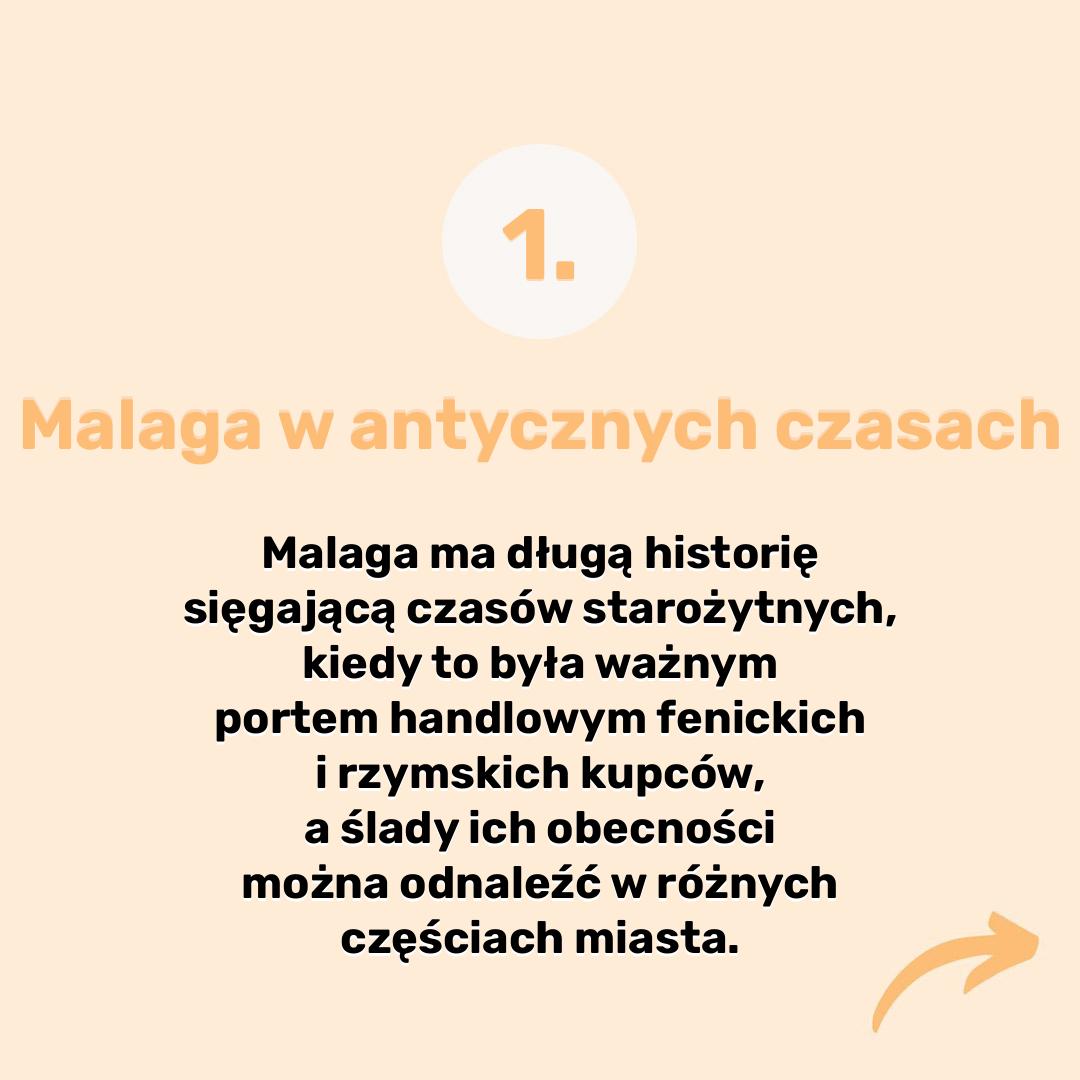 1.
Malaga w antycznych czasach
Malaga ma długą historię
sięgającą czasów starożytnych,
kiedy to była ważnym
portem handlowym fenickich
i rzymskich kupców,
a ślady ich obecności
można odnaleźć w różnych
częściach miasta.